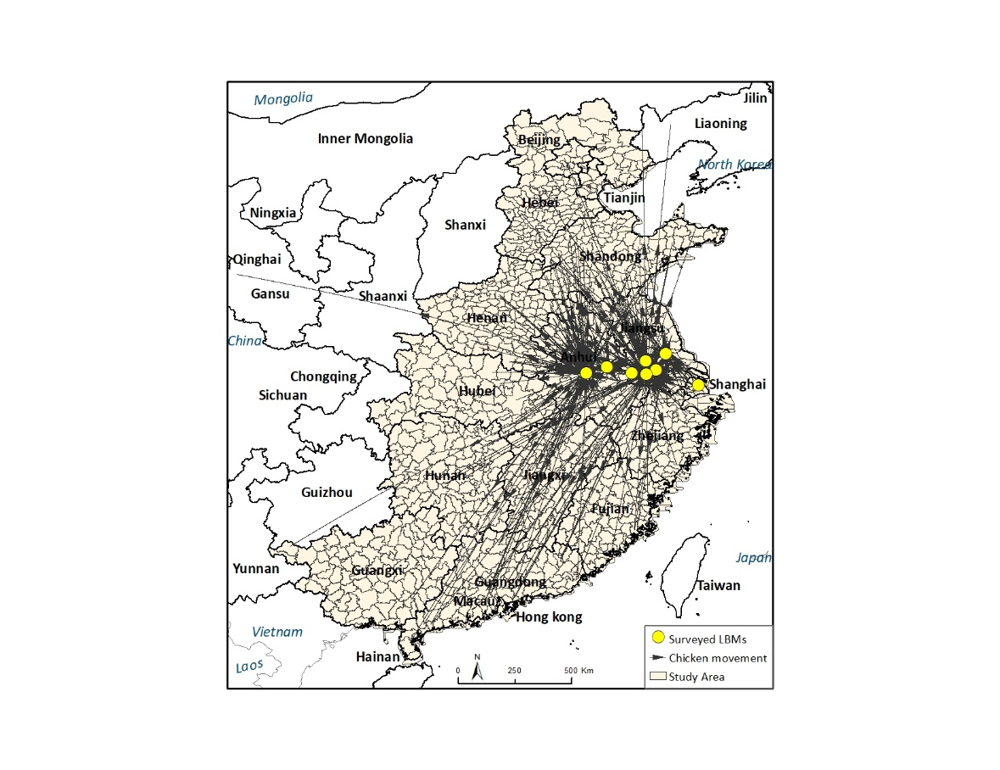 Mongolia
Jilin
Liaoning
Inner Mongolia
Beijing
North Korea
Tianjin
Hebei
Ningxia
Shanxi
Qinghai
Shandong
Gansu
Shaanxi
Henan
Jiangsu
China
Anhui
Chongqing
Shanghai
Sichuan
Hubei
Zhejiang
Hunan
Jiangxi
Guizhou
Fujian
Japan
Yunnan
Guangxi
Guangdong
Taiwan
Macau
Hong kong
Vietnam
Hainan
Laos
N
0 250 500 Km
Surveyed LBMs
Chicken movement
Study Area